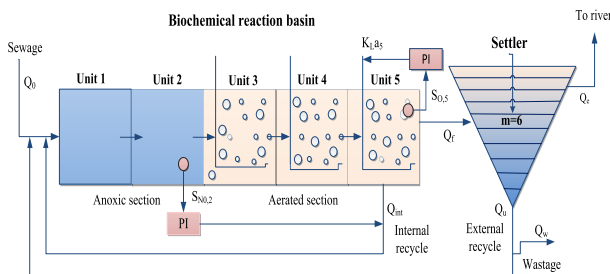 Biochemical reaction basin
To river
Sewage
Q0
Unit 1
Unit 2
Unit 3
Unit 4
Unit 5
KLa5
PI
SO,5
Settler
m=6
Qe
Qf
Anoxic section
SN0,2
PI
Aerated section
Qint
Internal
recycle
Qu
External
recycle
Qw
Wastage